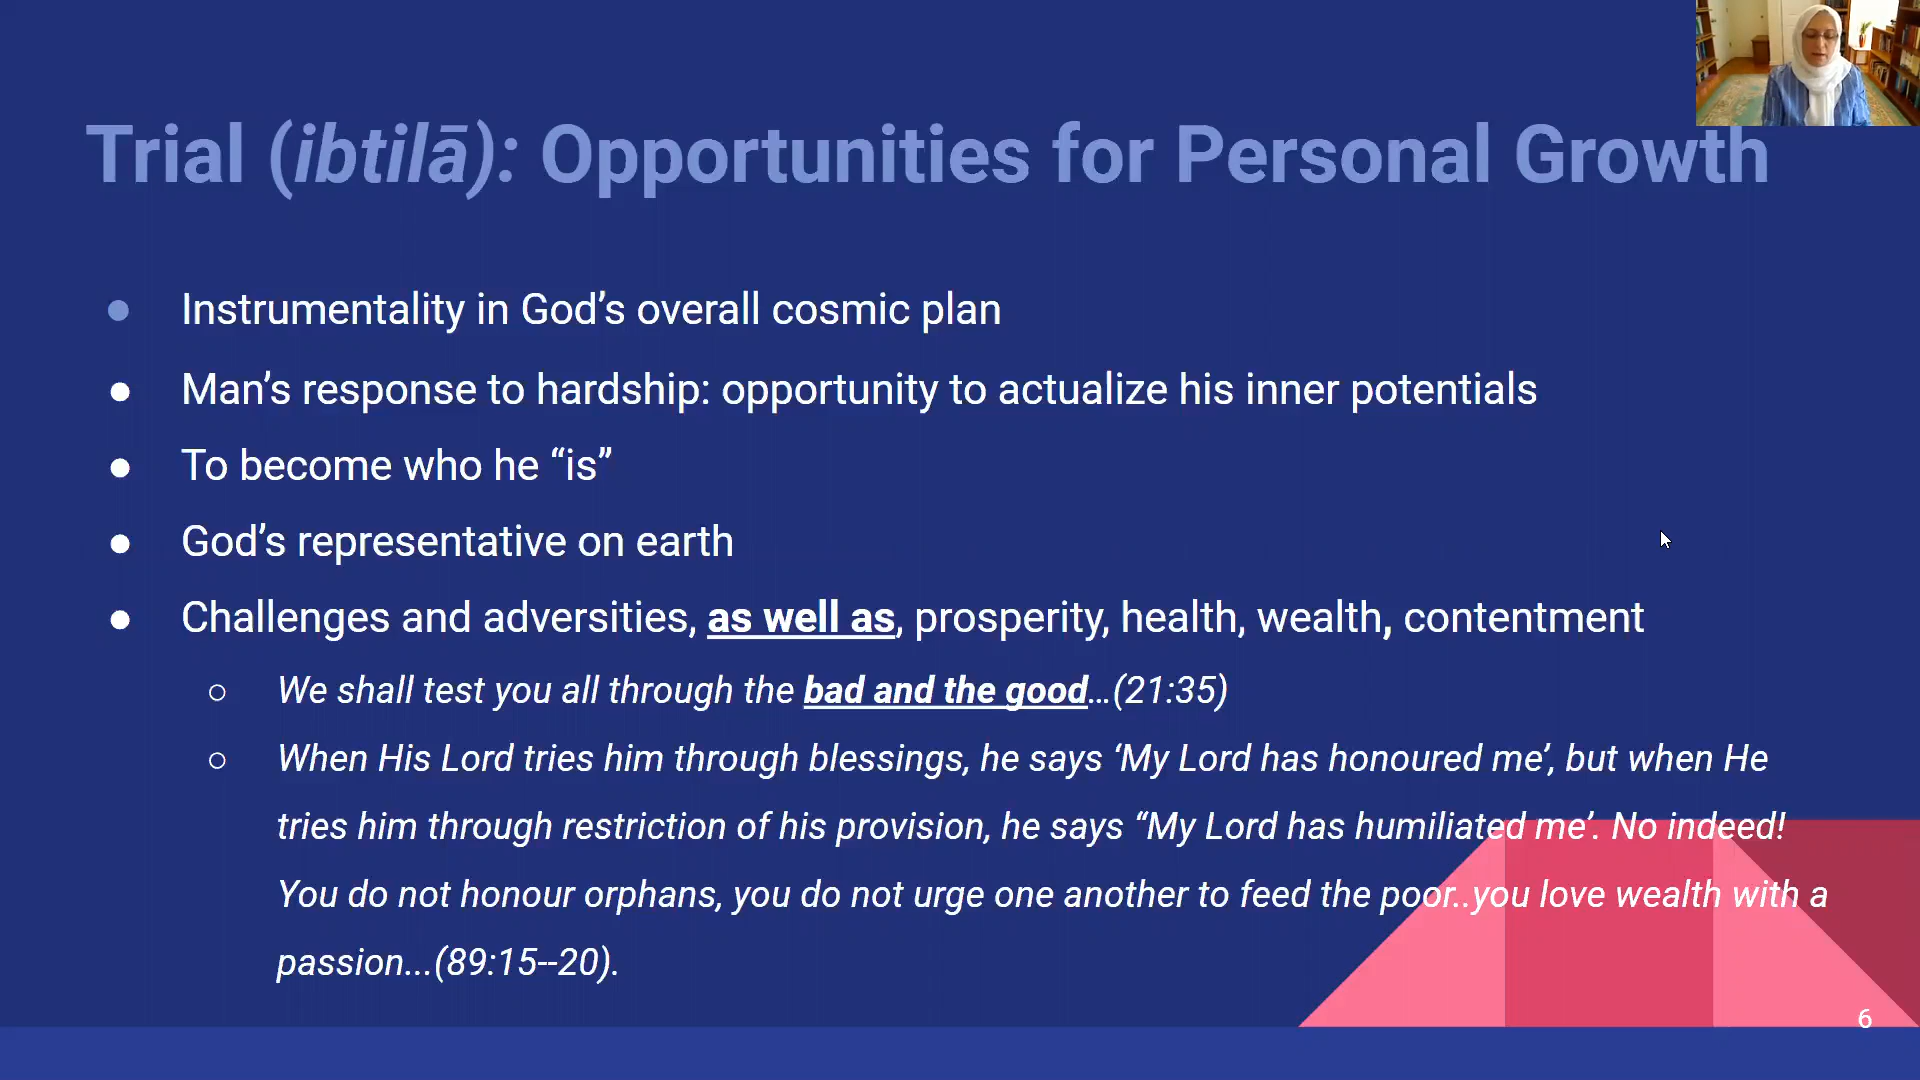 Trial (ibtilā): Opportunities for Personal Growth
● Instrumentality in God’s overall cosmic plan
● Man’s response to hardship: opportunity to actualize his inner potentials
● To become who he “is”
● God’s representative on earth
● Challenges and adversities, as well as, prosperity, health, wealth, contentment
○ We shall test you all through the bad and the good...(21:35)
○ When His Lord tries him through blessings, he says ‘My Lord has honoured me’, but when He
tries him through restriction of his provision, he says “My Lord has humiliated me’. No indeed!
You do not honour orphans, you do not urge one another to feed the poor..you love wealth with a
passion...(89:15--20).
6